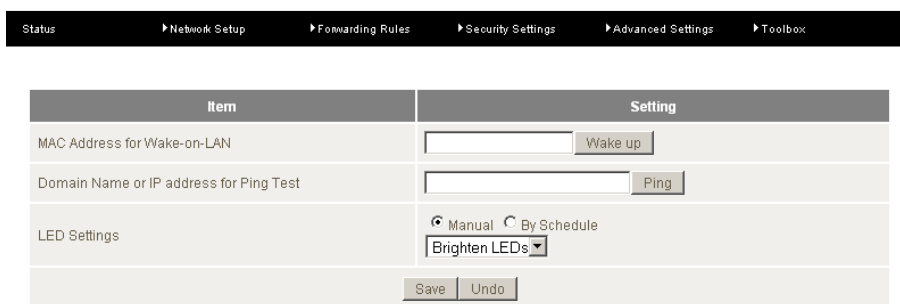 Status Network Setup Forwarding Rules Security Settings Advanced Settings Toolbox
Item Setting
MAC Address for Wake-on-LAN Wake up
Domain Name or IP address for Ping Test Ping
LED Settings Manual By Schedule
Brighten LEDs
Save Undo